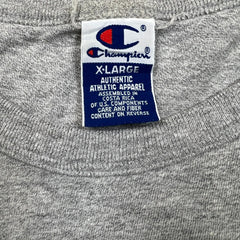 Champion®
X-LARGE
AUTHENTIC
ATHLETIC APPAREL
ASSEMBLED IN
COSTA RICA
OF U.S. COMPONENTS
CARE AND FIBER
CONTENT ON REVERSE